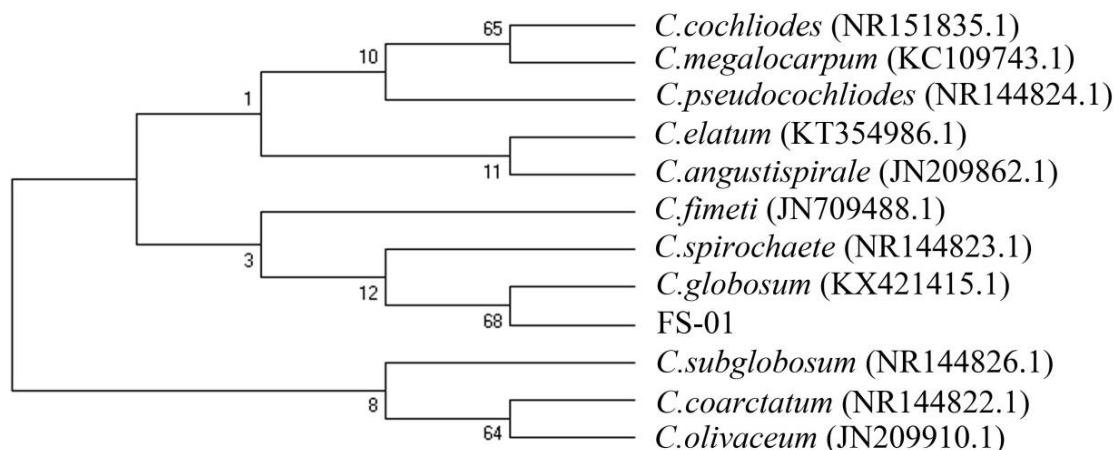 65
C.cochliodes (NR151835.1)
10
C.megalocarpum (KC109743.1)
1
C.pseudocochliodes (NR144824.1)
C.elatum (KT354986.1)
11
C.angustispirale (JN209862.1)
C.fimeti (JN709488.1)
3
C.spirochaete (NR144823.1)
12
C.globosum (KX421415.1)
68
FS-01
C.subglobosum (NR144826.1)
8
C.coarctatum (NR144822.1)
64
C.olivaceum (JN209910.1)